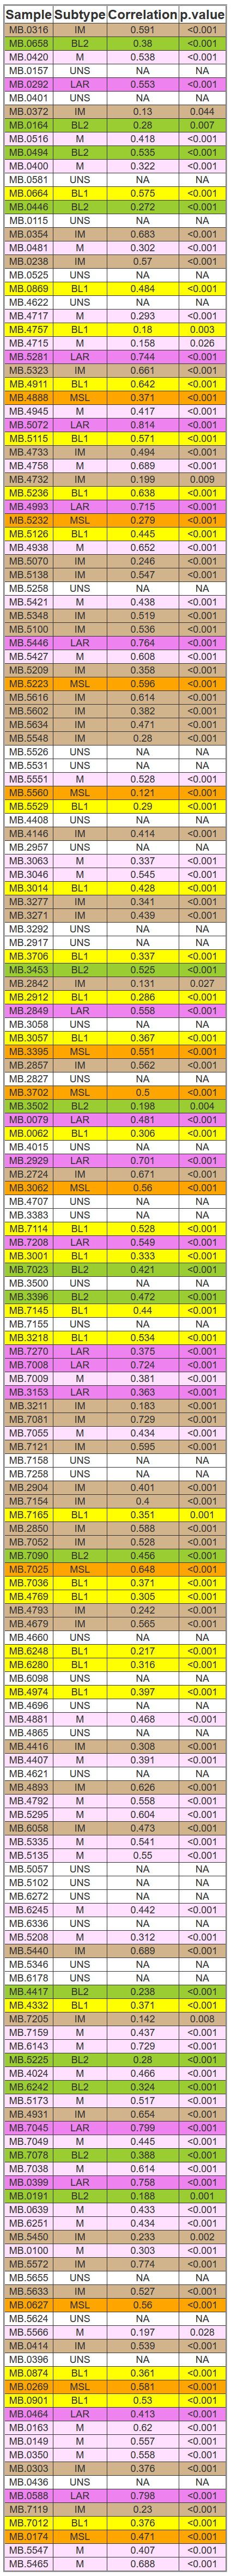 Sample Subtype Correlation p.value
MB.0316 IM 0.591 <0.001
MB.0658 BL2 0.38 <0.001
MB.0420 M 0.538 <0.001
MB.0157 UNS NA NA
MB.0292 LAR 0.553 <0.001
MB.0401 UNS NA NA
MB.0372 IM 0.13 0.044
MB.0164 BL2 0.28 0.007
MB.0516 M 0.418 <0.001
MB.0494 BL2 0.535 <0.001
MB.0400 M 0.322 <0.001
MB.0581 UNS NA NA
MB.0664 BL1 0.575 <0.001
MB.0446 BL2 0.272 <0.001
MB.0115 UNS NA NA
MB.0354 IM 0.683 <0.001
MB.0481 M 0.302 <0.001
MB.0238 IM 0.57 <0.001
MB.0525 UNS NA NA
MB.0869 BL1 0.484 <0.001
MB.4622 UNS NA NA
MB.4717 M 0.293 <0.001
MB.4757 BL1 0.18 0.003
MB.4715 M 0.158 0.026
MB.5281 LAR 0.744 <0.001
MB.5323 IM 0.661 <0.001
MB.4911 BL1 0.642 <0.001
MB.4888 MSL 0.371 <0.001
MB.4945 M 0.417 <0.001
MB.5072 LAR 0.814 <0.001
MB.5115 BL1 0.571 <0.001
MB.4733 IM 0.494 <0.001
MB.4758 M 0.689 <0.001
MB.4732 IM 0.199 0.009
MB.5236 BL1 0.638 <0.001
MB.4993 LAR 0.715 <0.001
MB.5232 MSL 0.279 <0.001
MB.5126 BL1 0.445 <0.001
MB.4938 M 0.652 <0.001
MB.5070 IM 0.246 <0.001
MB.5138 IM 0.547 <0.001
MB.5258 UNS NA NA
MB.5421 M 0.438 <0.001
MB.5348 IM 0.519 <0.001
MB.5100 IM 0.536 <0.001
MB.5446 LAR 0.764 <0.001
MB.5427 M 0.608 <0.001
MB.5209 IM 0.358 <0.001
MB.5223 MSL 0.596 <0.001
MB.5616 IM 0.614 <0.001
MB.5602 IM 0.382 <0.001
MB.5634 IM 0.471 <0.001
MB.5548 IM 0.28 <0.001
MB.5526 UNS NA NA
MB.5531 UNS NA NA
MB.5551 M 0.528 <0.001
MB.5560 MSL 0.121 <0.001
MB.5529 BL1 0.29 <0.001
MB.4408 UNS NA NA
MB.4146 IM 0.414 <0.001
MB.2957 UNS NA NA
MB.3063 M 0.337 <0.001
MB.3046 M 0.545 <0.001
MB.3014 BL1 0.428 <0.001
MB.3277 IM 0.341 <0.001
MB.3271 IM 0.439 <0.001
MB.3292 UNS NA NA
MB.2917 UNS NA NA
MB.3706 BL1 0.337 <0.001
MB.3453 BL2 0.525 <0.001
MB.2842 IM 0.131 0.027
MB.2912 BL1 0.286 <0.001
MB.2849 LAR 0.558 <0.001
MB.3058 UNS NA NA
MB.3057 BL1 0.367 <0.001
MB.3395 MSL 0.551 <0.001
MB.2857 IM 0.562 <0.001
MB.2827 UNS NA NA
MB.3702 MSL 0.5 <0.001
MB.3502 BL2 0.198 0.004
MB.0079 LAR 0.481 <0.001
MB.0062 BL1 0.306 <0.001
MB.4015 UNS NA NA
MB.2929 LAR 0.701 <0.001
MB.2724 IM 0.671 <0.001
MB.3062 MSL 0.56 <0.001
MB.4707 UNS NA NA
MB.3383 UNS NA NA
MB.7114 BL1 0.528 <0.001
MB.7208 LAR 0.549 <0.001
MB.3001 BL1 0.333 <0.001
MB.7023 BL2 0.421 <0.001
MB.3500 UNS NA NA
MB.3396 BL2 0.472 <0.001
MB.7145 BL1 0.44 <0.001
MB.7155 UNS NA NA
MB.3218 BL1 0.534 <0.001
MB.7270 LAR 0.375 <0.001
MB.7008 LAR 0.724 <0.001
MB.7009 M 0.381 <0.001
MB.3153 LAR 0.363 <0.001
MB.3211 IM 0.183 <0.001
MB.7081 IM 0.729 <0.001
MB.7055 M 0.434 <0.001
MB.7121 IM 0.595 <0.001
MB.7158 UNS NA NA
MB.7258 UNS NA NA
MB.2904 IM 0.401 <0.001
MB.7154 IM 0.4 <0.001
MB.7165 BL1 0.351 0.001
MB.2850 IM 0.588 <0.001
MB.7052 IM 0.528 <0.001
MB.7090 BL2 0.456 <0.001
MB.7025 MSL 0.648 <0.001
MB.7036 BL1 0.371 <0.001
MB.4769 BL1 0.305 <0.001
MB.4793 IM 0.242 <0.001
MB.4679 IM 0.565 <0.001
MB.4660 UNS NA NA
MB.6248 BL1 0.217 <0.001
MB.6280 BL1 0.316 <0.001
MB.6098 UNS NA NA
MB.4974 BL1 0.397 <0.001
MB.4696 UNS NA NA
MB.4881 M 0.468 <0.001
MB.4865 UNS NA NA
MB.4416 IM 0.308 <0.001
MB.4407 M 0.391 <0.001
MB.4621 UNS NA NA
MB.4893 IM 0.626 <0.001
MB.4792 M 0.558 <0.001
MB.5295 M 0.604 <0.001
MB.6058 IM 0.473 <0.001
MB.5335 M 0.541 <0.001
MB.5135 M 0.55 <0.001
MB.5057 UNS NA NA
MB.5102 UNS NA NA
MB.6272 UNS NA NA
MB.6245 M 0.442 <0.001
MB.6336 UNS NA NA
MB.5208 M 0.312 <0.001
MB.5440 IM 0.689 <0.001
MB.5346 UNS NA NA
MB.6178 UNS NA NA
MB.4417 BL2 0.238 <0.001
MB.4332 BL1 0.371 <0.001
MB.7205 IM 0.142 0.008
MB.7159 M 0.437 <0.001
MB.6143 M 0.729 <0.001
MB.5225 BL2 0.28 <0.001
MB.4024 M 0.466 <0.001
MB.6242 BL2 0.324 <0.001
MB.5173 M 0.517 <0.001
MB.4931 IM 0.654 <0.001
MB.7045 LAR 0.799 <0.001
MB.7049 M 0.445 <0.001
MB.7078 BL2 0.388 <0.001
MB.7038 M 0.614 <0.001
MB.0399 LAR 0.758 <0.001
MB.0191 BL2 0.188 0.001
MB.0639 M 0.433 <0.001
MB.6251 M 0.434 <0.001
MB.5450 IM 0.233 0.002
MB.0100 M 0.303 <0.001
MB.5572 IM 0.774 <0.001
MB.5655 UNS NA NA
MB.5633 IM 0.527 <0.001
MB.0627 MSL 0.56 <0.001
MB.5624 UNS NA NA
MB.5566 M 0.197 0.028
MB.0414 IM 0.539 <0.001
MB.0396 UNS NA NA
MB.0874 BL1 0.361 <0.001
MB.0269 MSL 0.581 <0.001
MB.0901 BL1 0.53 <0.001
MB.0464 LAR 0.413 <0.001
MB.0163 M 0.62 <0.001
MB.0149 M 0.557 <0.001
MB.0350 M 0.558 <0.001
MB.0303 IM 0.376 <0.001
MB.0436 UNS NA NA
MB.0588 LAR 0.798 <0.001
MB.7119 IM 0.23 <0.001
MB.7012 BL1 0.376 <0.001
MB.0174 MSL 0.471 <0.001
MB.5547 M 0.407 <0.001
MB.5465 M 0.688 <0.001